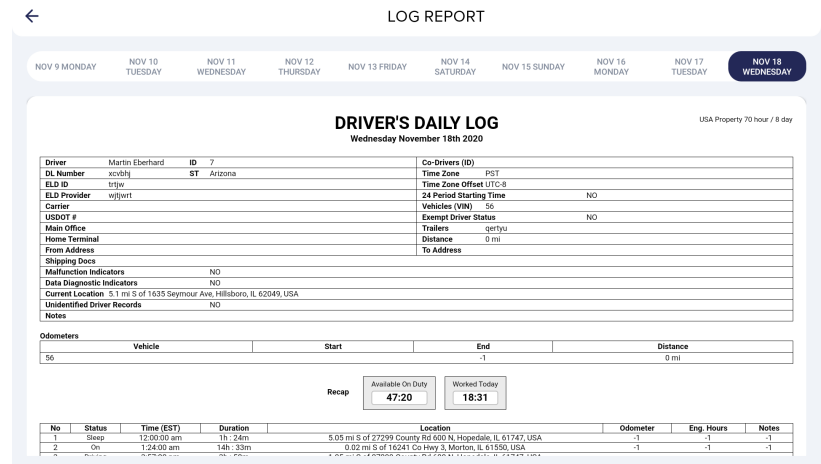 LOG REPORT
NOV 9 MONDAY
NOV 10 TUESDAY
NOV 11 WEDNESDAY
NOV 12 THURSDAY
NOV 13 FRIDAY
NOV 14 SATURDAY
NOV 15 SUNDAY
NOV 16 MONDAY
NOV 17 TUESDAY
NOV 18 WEDNESDAY
DRIVER'S DAILY LOG
USA Property 70 hour / 8 day
Wednesday November 18th 2020
Driver Martin Eberhard ID 7 Co-Drivers (ID)
DL Number xcvbhj ST Arizona Time Zone PST
ELD ID trtjw Time Zone Offset UTC-8
ELD Provider wjtjwrt 24 Period Starting Time NO
Carrier Vehicles (VIN) 56
USDOT # Exempt Driver Status NO
Main Office Trailers qertyu
Home Terminal Distance 0 mi
From Address To Address
Shipping Docs
Malfunction Indicators NO
Data Diagnostic Indicators NO
Current Location 5.1 mi S of 1635 Seymour Ave, Hillsboro, IL 62049, USA
Unidentified Driver Records NO
Notes
Odometers
Vehicle Start End Distance
56 -1 0 mi
Recap Available On Duty 47:20 Worked Today 18:31
No Status Time (EST) Duration Location Odometer Eng. Hours Notes
1 Sleep 12:00:00 am 1h : 24m 5.05 mi S of 27299 County Rd 600 N, Hopedale, IL 61747, USA -1 -1 -1
2 On 1:24:00 am 14h : 33m 0.02 mi S of 16241 Co Hwy 3, Morton, IL 61550, USA -1 -1 -1